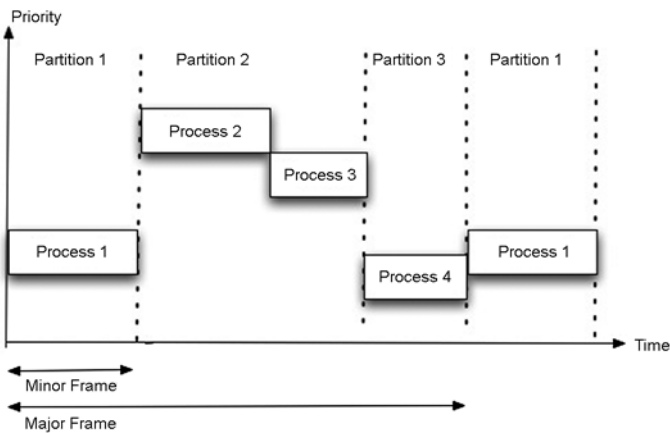 Priority
Partition 1 Partition 2 Partition 3 Partition 1
Process 2
Process 3
Process 1 Process 1
Process 4
Time
Minor Frame
Major Frame